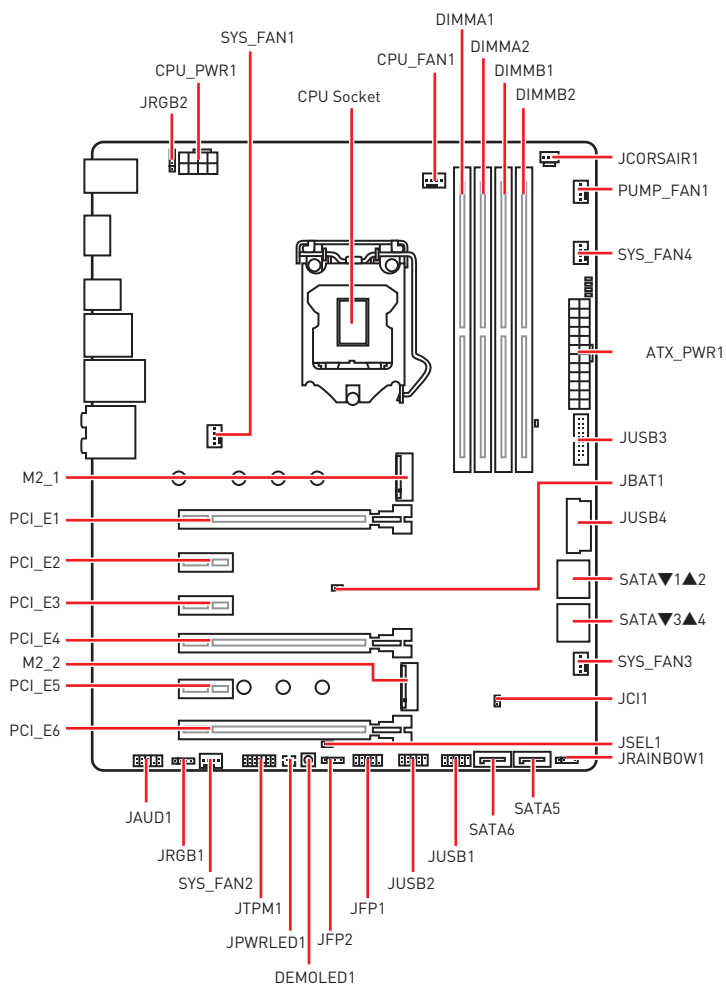 DIMMA1
SYS_FAN1
DIMMA2
CPU_FAN1
CPU_PWR1
DIMMB1
JRGB2
CPU Socket
DIMMB2
JCORSAIR1
PUMP_FAN1
SYS_FAN4
ATX_PWR1
JUSB3
M2_1
JBAT1
PCI_E1
JUSB4
PCI_E2
SATA▼1▲2
PCI_E3
SATA▼3▲4
PCI_E4
M2_2
SYS_FAN3
PCI_E5
JCI1
PCI_E6
JSEL1
JRAINBOW1
JAUD1
SATA5
SATA6
JRGB1
JUSB1
SYS_FAN2
JUSB2
JTPM1
JFP1
JPWRLED1
JFP2
DEMOLED1